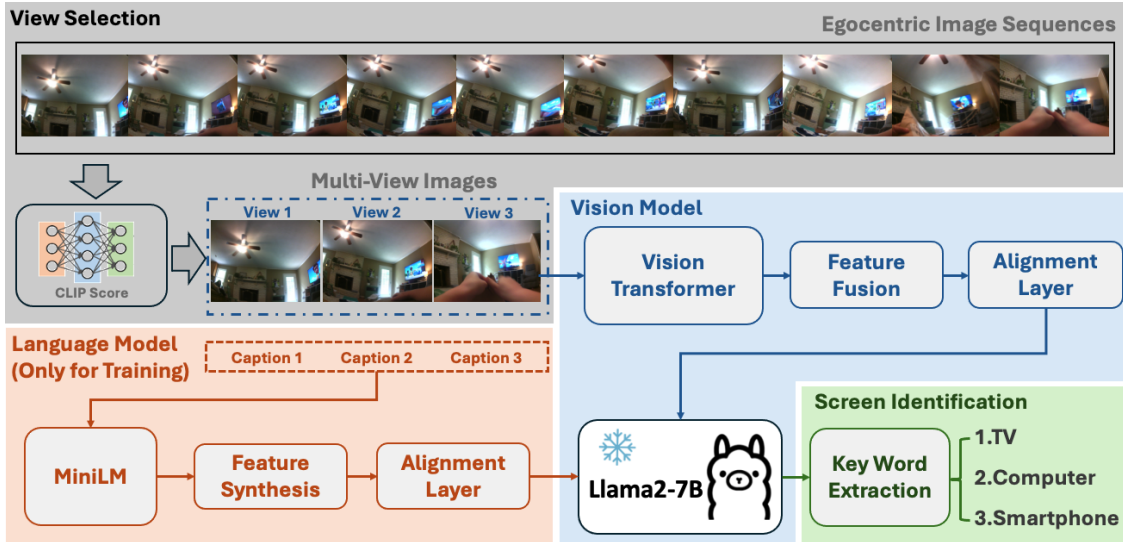 View Selection
Egocentric Image Sequences
Multi-View Images
View 1
View 2
View 3
CLIP Score
Vision Model
Vision
Transformer
Feature
Fusion
Alignment
Layer
Language Model
(Only for Training)
Caption 1
Caption 2
Caption 3
MiniLM
Feature
Synthesis
Alignment
Layer
Llama2-7B
Screen Identification
Key Word
Extraction
1.TV
2.Computer
3.Smartphone